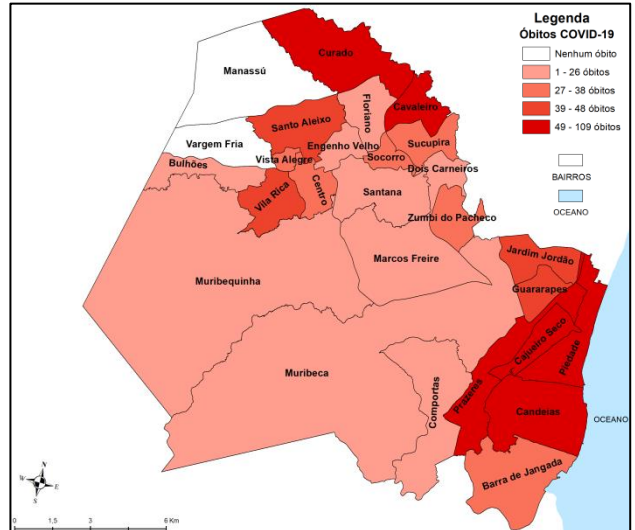 Legenda
Óbitos COVID-19
Nenhum óbito
1 - 26 óbitos
27 - 38 óbitos
39 - 48 óbitos
49 - 109 óbitos
BAIRROS
OCEANO
Curado
Manassú
Floriano
Cavaleiro
Santo Aleixo
Vargem Fria
Engenho Velho
Sucupira
Vista Alegre
Socorro
Bulhões
Dois Carneiros
Vila Rica
Centro
Santana
Zumbi do Pacheco
Marcos Freire
Jardim Jordão
Muribequinha
Guararapes
Cajueiro Seco
Piedade
Muribeca
Comportas
Prazeres
Candeias
OCEANO
Barra de Jangada
N
W
E
S
0 1,5 3 6 Km